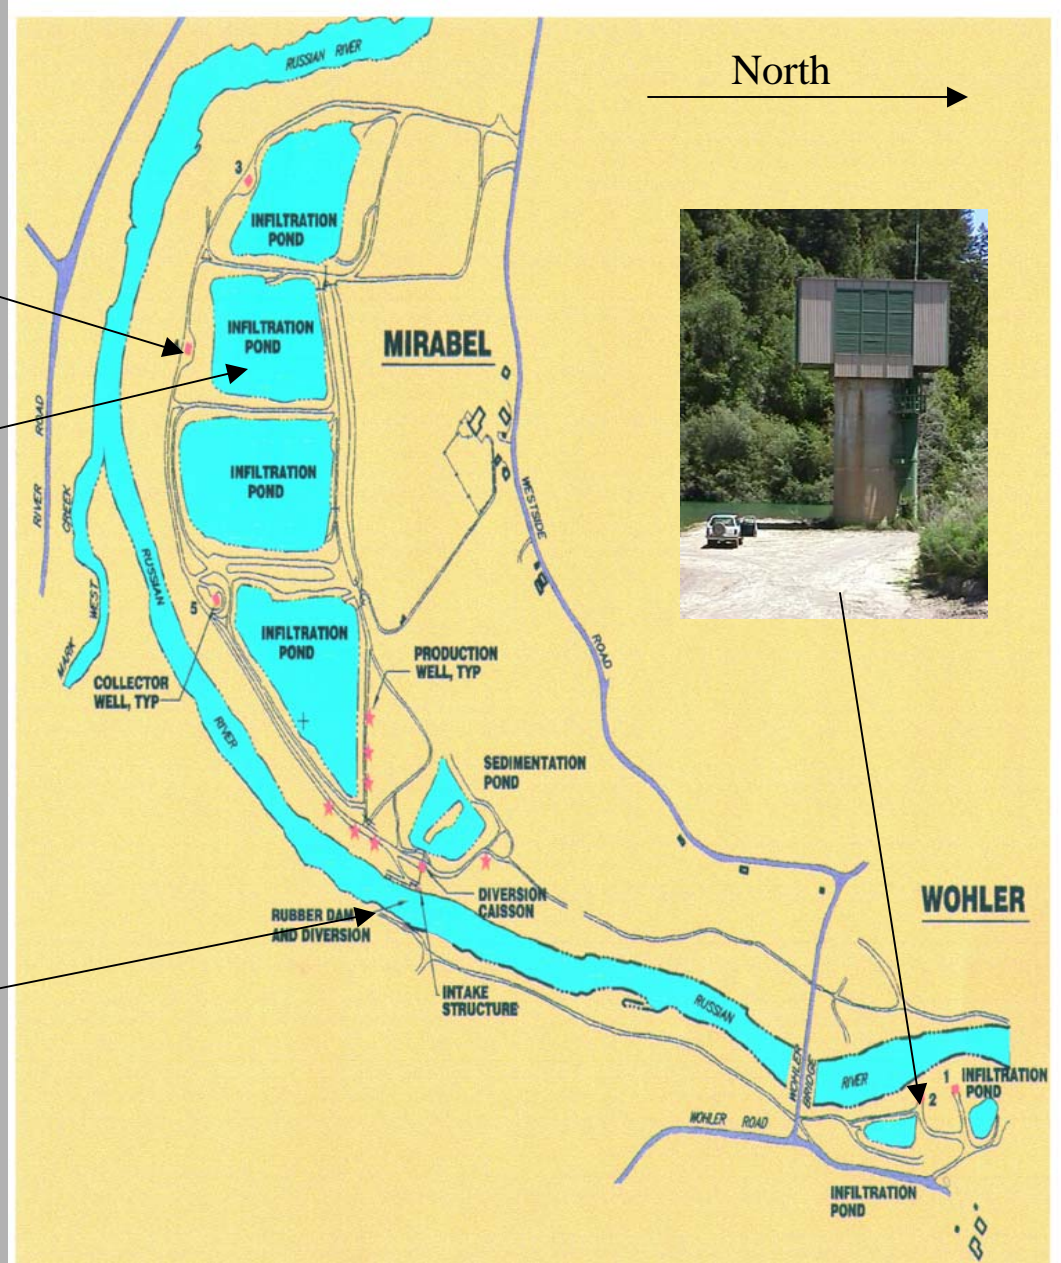 North
RUSSIAN RIVER
3
INFILTRATION
POND
INFILTRATION
POND
MIRABEL
RIVER ROAD
INFILTRATION
POND
WESTSIDE
ROAD
MARK WEST CREEK
RUSSIAN
RIVER
5
INFILTRATION
POND
COLLECTOR
WELL, TYP
PRODUCTION
WELL, TYP
SEDIMENTATION
POND
DIVERSION
CAISSON
RUBBER DAM
AND DIVERSION
INTAKE
STRUCTURE
WOHLER
RUSSIAN
RIVER
WOHLER
BRIDGE
1
2
INFILTRATION
POND
WOHLER ROAD
INFILTRATION
POND